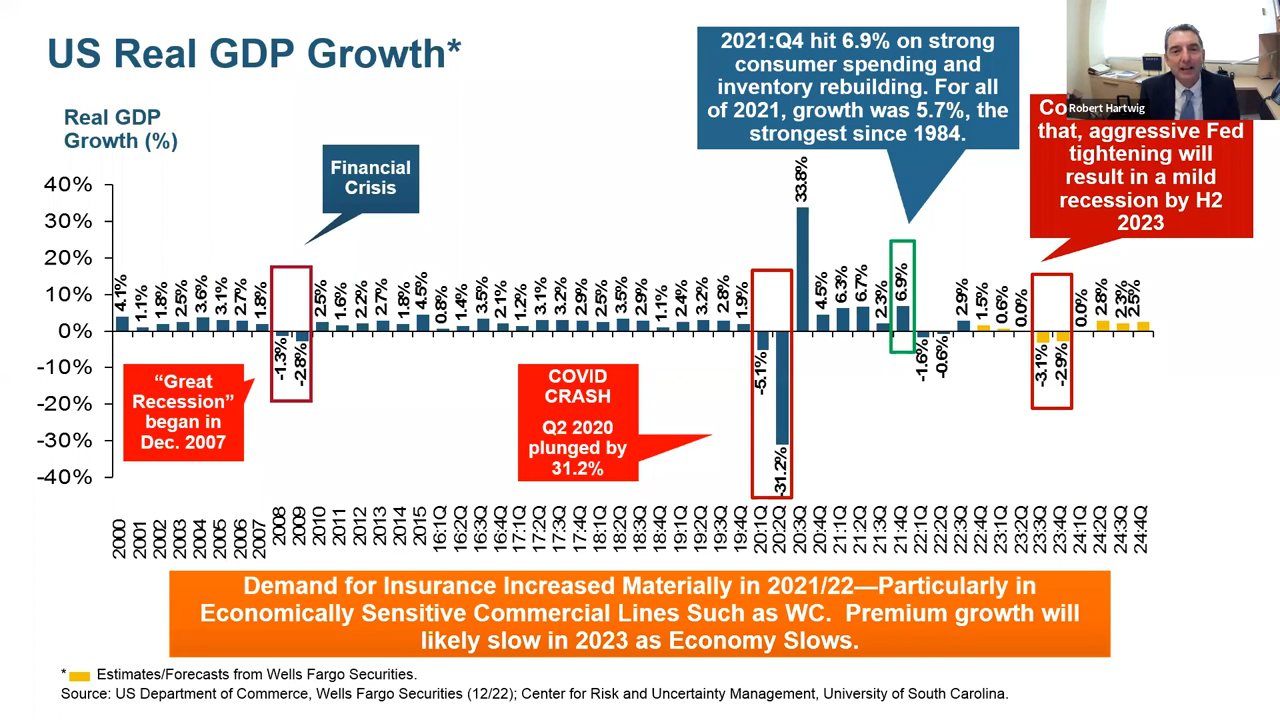 US Real GDP Growth*
Real GDP
Growth (%)
Financial
Crisis
2021:Q4 hit 6.9% on strong
consumer spending and
inventory rebuilding. For all
of 2021, growth was 5.7%, the
strongest since 1984.
Robert Hartwig
that, aggressive Fed
tightening will
result in a mild
recession by H2
2023
40%
30%
20%
10%
0%
-10%
-20%
-30%
-40%
4.1% 1.1% 1.8% 2.5% 3.6% 3.1% 2.7% 1.8% -1.3% -2.8% 2.5% 1.6% 2.2% 2.7% 1.8% 4.5% 0.8% 1.4% 3.5% 2.1% 1.2% 3.1% 3.2% 2.9% 2.5% 3.5% 2.9% 1.1% 2.4% 3.2% 2.8% 1.9% -5.1% -31.2% 33.8% 4.5% 6.3% 6.7% 2.3% 6.9% -1.6% -0.6% 2.9% 1.5% 0.6% 0.0% -3.1% -2.9% 0.0% 2.8% 2.3% 2.5%
“Great
Recession”
began in
Dec. 2007
COVID
CRASH
Q2 2020
plunged by
31.2%
2000 2001 2002 2003 2004 2005 2006 2007 2008 2009 2010 2011 2012 2013 2014 2015 16:1Q 16:2Q 16:3Q 16:4Q 17:1Q 17:2Q 17:3Q 17:4Q 18:1Q 18:2Q 18:3Q 18:4Q 19:1Q 19:2Q 19:3Q 19:4Q 20:1Q 20:2Q 20:3Q 20:4Q 21:1Q 21:2Q 21:3Q 21:4Q 22:1Q 22:2Q 22:3Q 22:4Q 23:1Q 23:2Q 23:3Q 23:4Q 24:1Q 24:2Q 24:3Q 24:4Q
Demand for Insurance Increased Materially in 2021/22—Particularly in
Economically Sensitive Commercial Lines Such as WC. Premium growth will
likely slow in 2023 as Economy Slows.
* Estimates/Forecasts from Wells Fargo Securities.
Source: US Department of Commerce, Wells Fargo Securities (12/22); Center for Risk and Uncertainty Management, University of South Carolina.